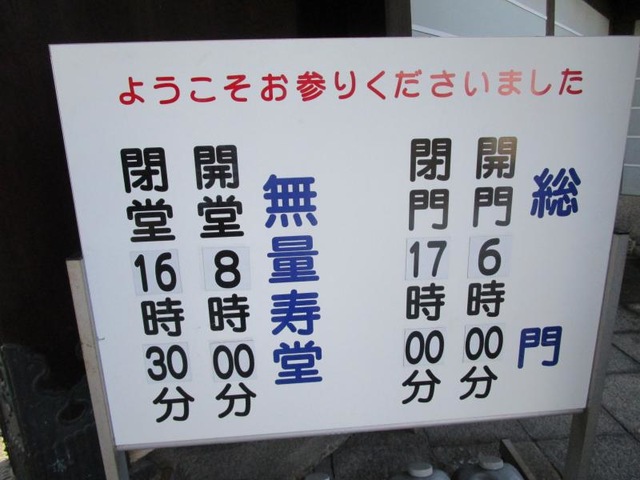 ようこそお参りくださいました
総門
開門6時00分
閉門17時00分
無量寿堂
開堂8時00分
閉堂16時30分